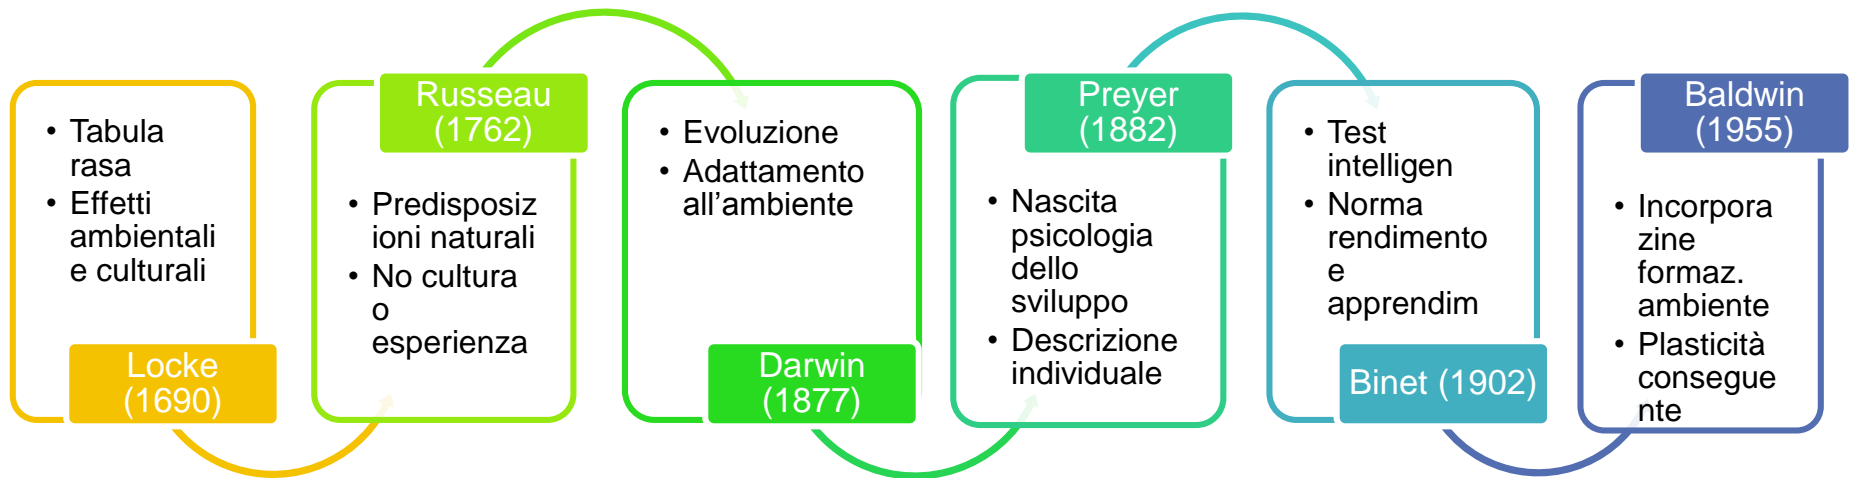 • Tabula
rasa
• Effetti
ambientali
e culturali
Locke
(1690)
Russeau
(1762)
• Predisposiz
ioni naturali
• No cultura
o
esperienza
• Evoluzione
• Adattamento
all'ambiente
Darwin
(1877)
Preyer
(1882)
• Nascita
psicologia
dello
sviluppo
• Descrizione
individuale
• Test
intelligen
• Norma
rendimento
e
apprendim
Binet (1902)
Baldwin
(1955)
• Incorpora
zine
formaz.
ambiente
• Plasticità
consegue
nte